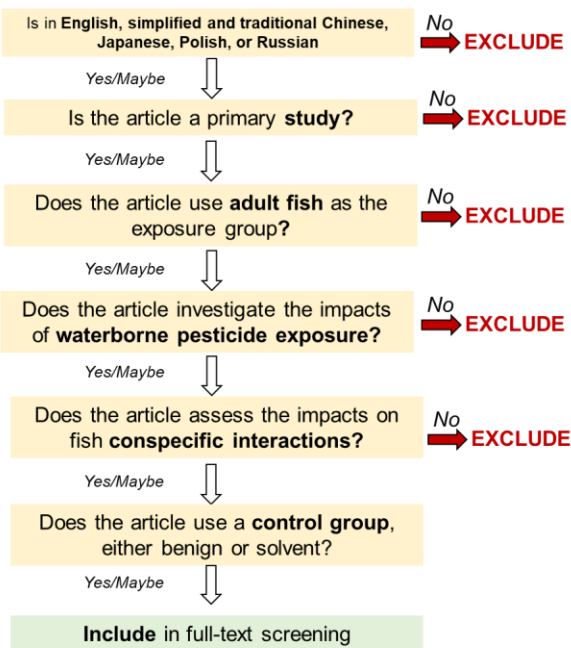 Is in English, simplified and traditional Chinese,
Japanese, Polish, or Russian
No
EXCLUDE
Yes/Maybe
Is the article a primary study?
No
EXCLUDE
Yes/Maybe
Does the article use adult fish as the
exposure group?
No
EXCLUDE
Yes/Maybe
Does the article investigate the impacts
of waterborne pesticide exposure?
No
EXCLUDE
Yes/Maybe
Does the article assess the impacts on
fish conspecific interactions?
No
EXCLUDE
Yes/Maybe
Does the article use a control group,
either benign or solvent?
Yes/Maybe
Include in full-text screening